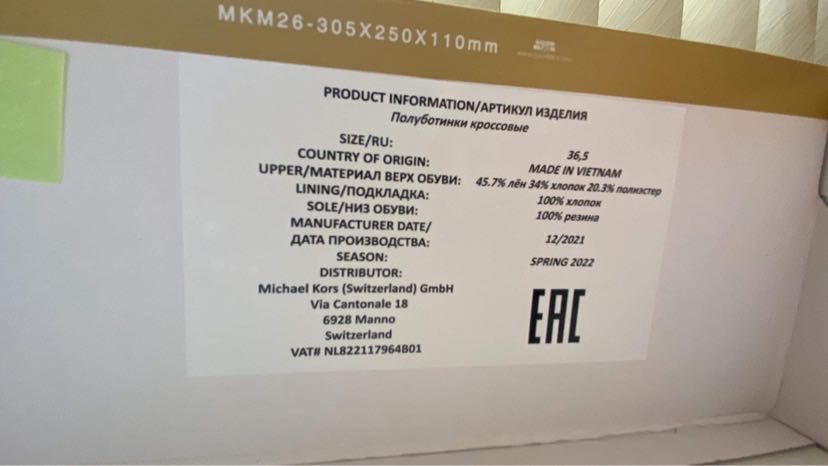 MKM26-305X250X110mm
PRODUCT INFORMATION/АРТИКУЛ ИЗДЕЛИЯ
Полуботинки кроссовые
SIZE/RU: 36,5
COUNTRY OF ORIGIN: MADE IN VIETNAM
UPPER/МАТЕРИАЛ ВЕРХ ОБУВИ: 45.7% лён 34% хлопок 20.3% полиэстер
LINING/ПОДКЛАДКА: 100% хлопок
SOLE/НИЗ ОБУВИ: 100% резина
MANUFACTURER DATE/
ДАТА ПРОИЗВОДСТВА: 12/2021
SEASON: SPRING 2022
DISTRIBUTOR:
Michael Kors (Switzerland) GmbH
Via Cantonale 18
6928 Manno
Switzerland
VAT# NL822117964B01
EAC